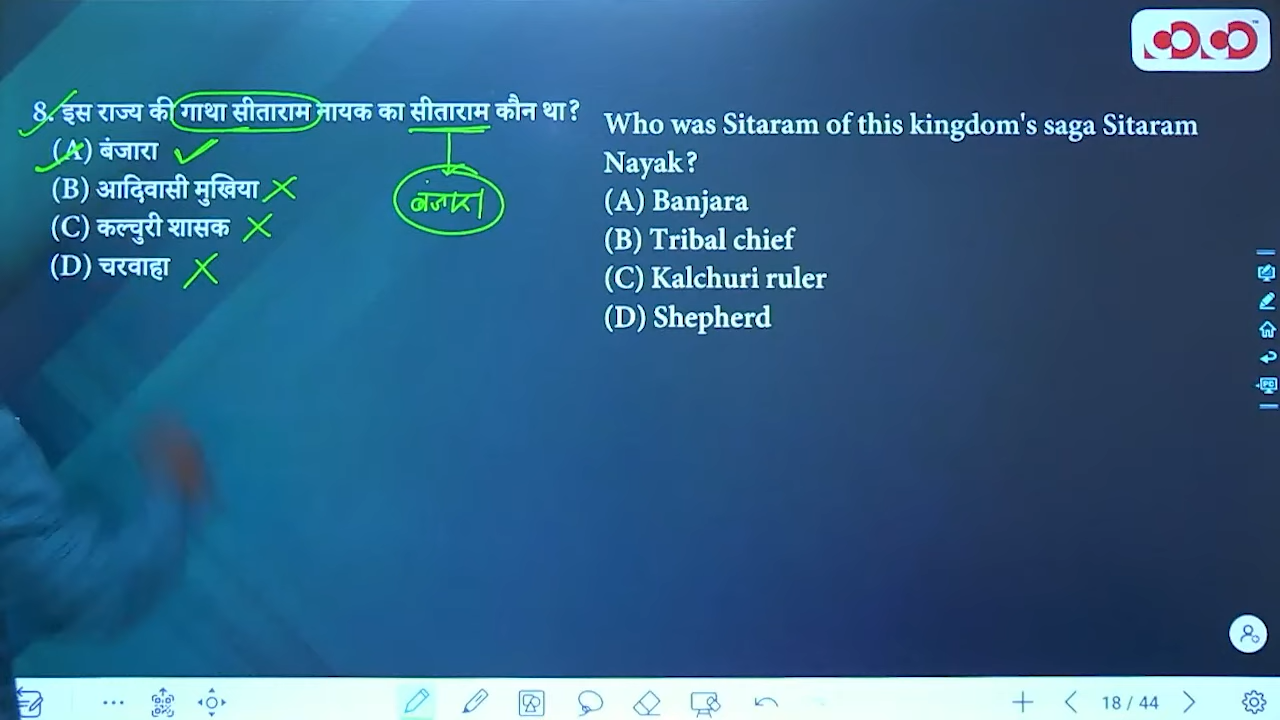 8. इस राज्य की गाथा सीताराम नायक का सीताराम कौन था?
(A) बंजारा
(B) आदिवासी मुखिया
(C) कल्चुरी शासक
(D) चरवाहा
बंजारा
Who was Sitaram of this kingdom's saga Sitaram
Nayak?
(A) Banjara
(B) Tribal chief
(C) Kalchuri ruler
(D) Shepherd
18 / 44